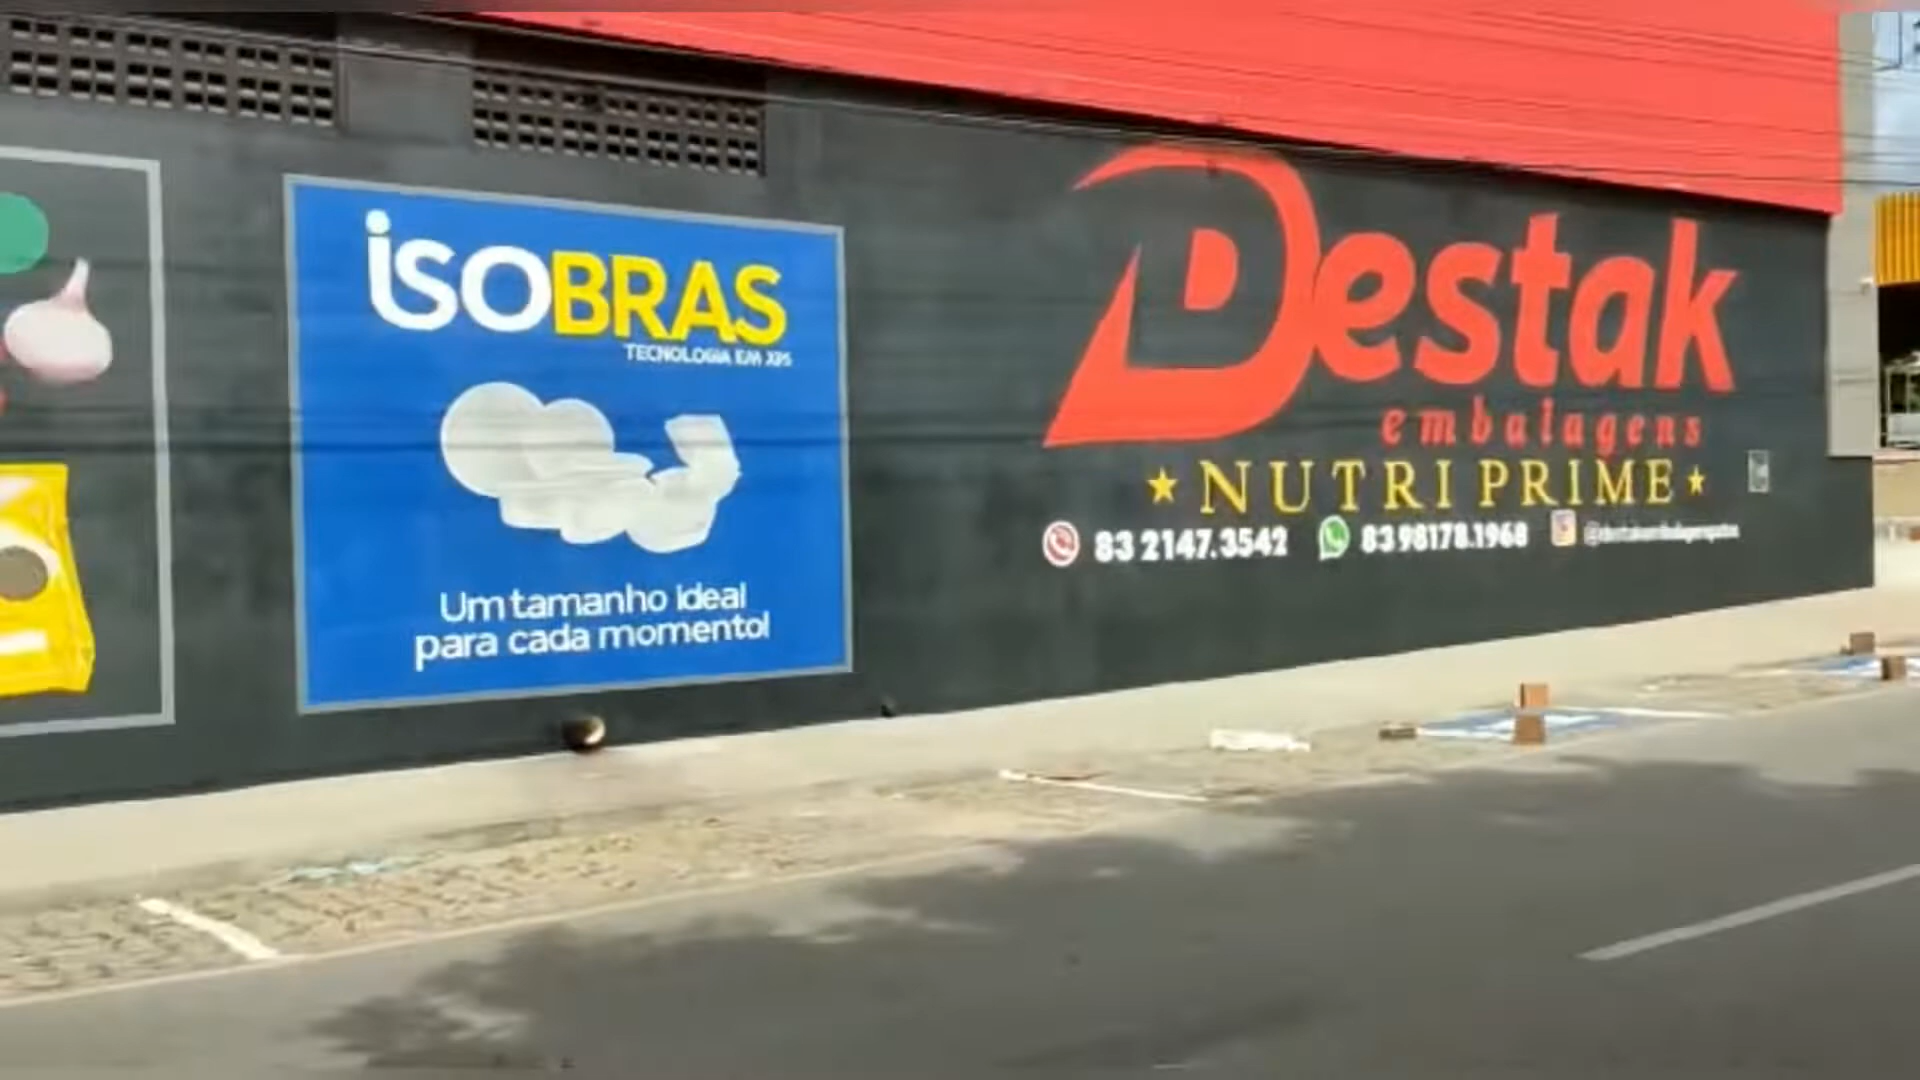 isoBRAS
TECNOLOGIA EM XPS
Um tamanho ideal
para cada momento!
Destak
embalagens
NUTRI PRIME
83 2147.3542
83 98178.1968